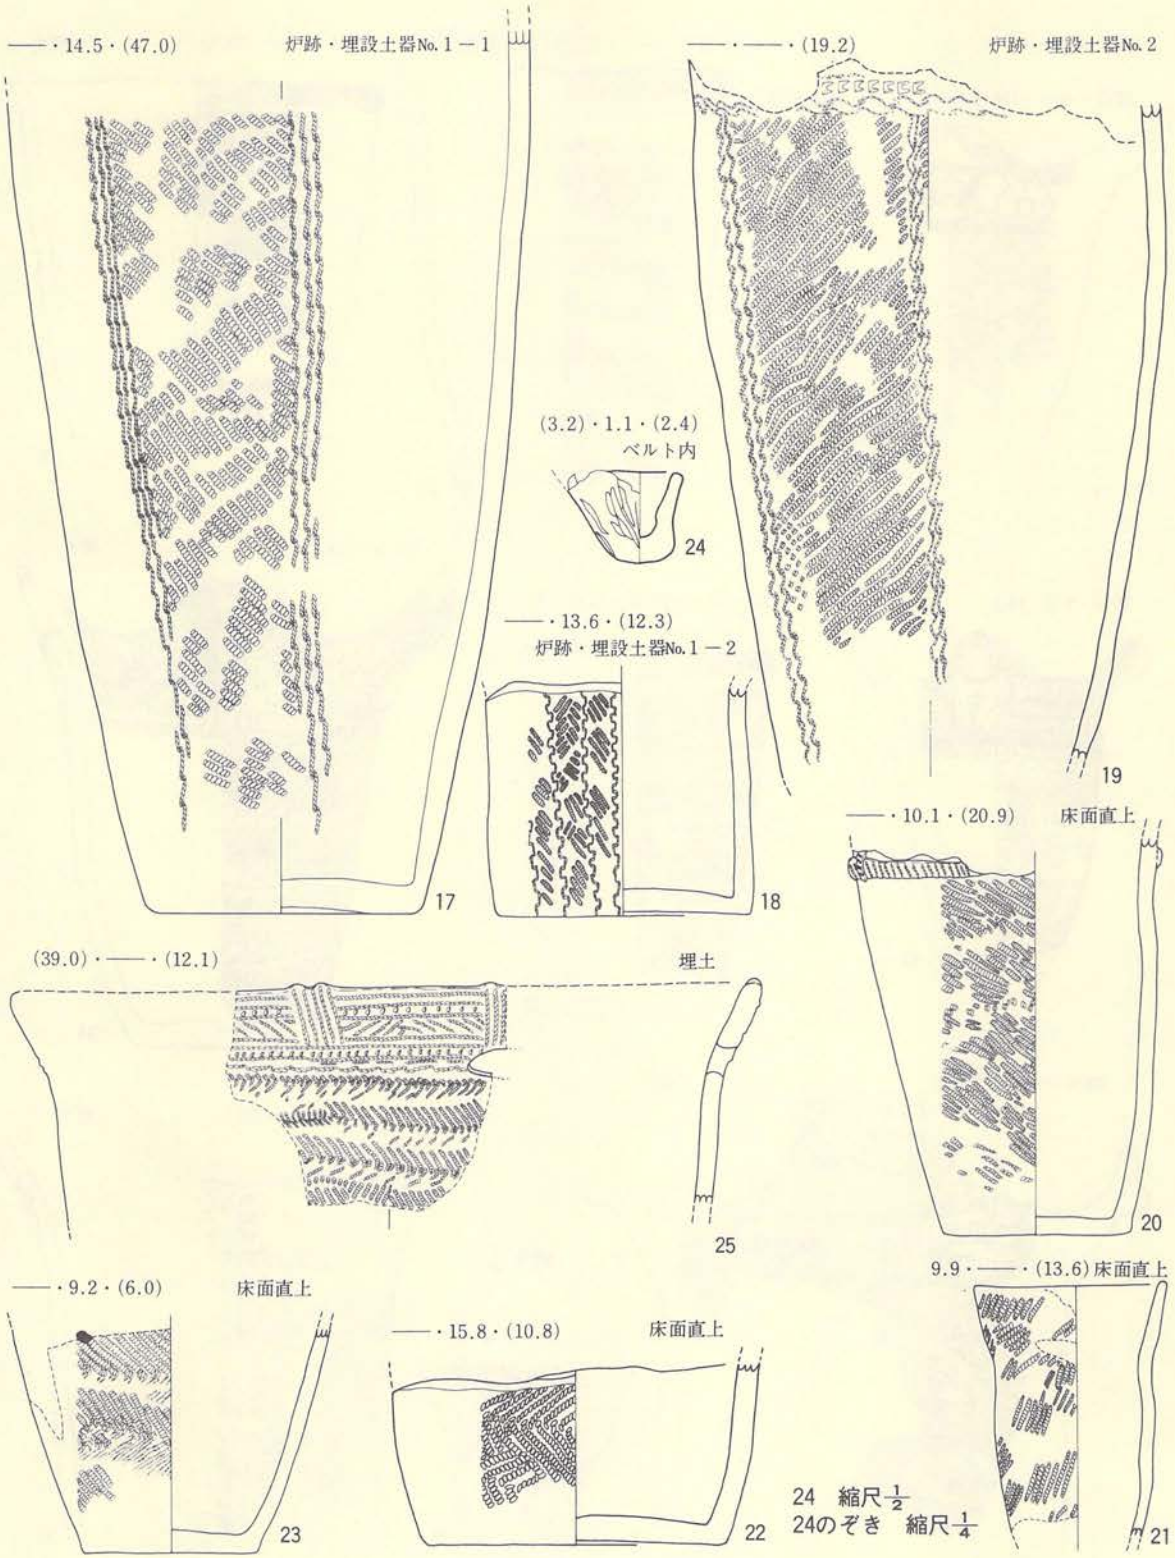 ——・14.5・(47.0) 炉跡・埋設土器No.1－1
17
——・——・(19.2) 炉跡・埋設土器No.2
19
(3.2)・1.1・(2.4)
ベルト内
24
——・13.6・(12.3)
炉跡・埋設土器No.1－2
18
——・10.1・(20.9) 床面直上
20
(39.0)・——・(12.1) 埋土
25
——・9.2・(6.0) 床面直上
23
——・15.8・(10.8) 床面直上
22
9.9・——・(13.6)床面直上
21
24 縮尺1/2
24のぞき 縮尺1/4